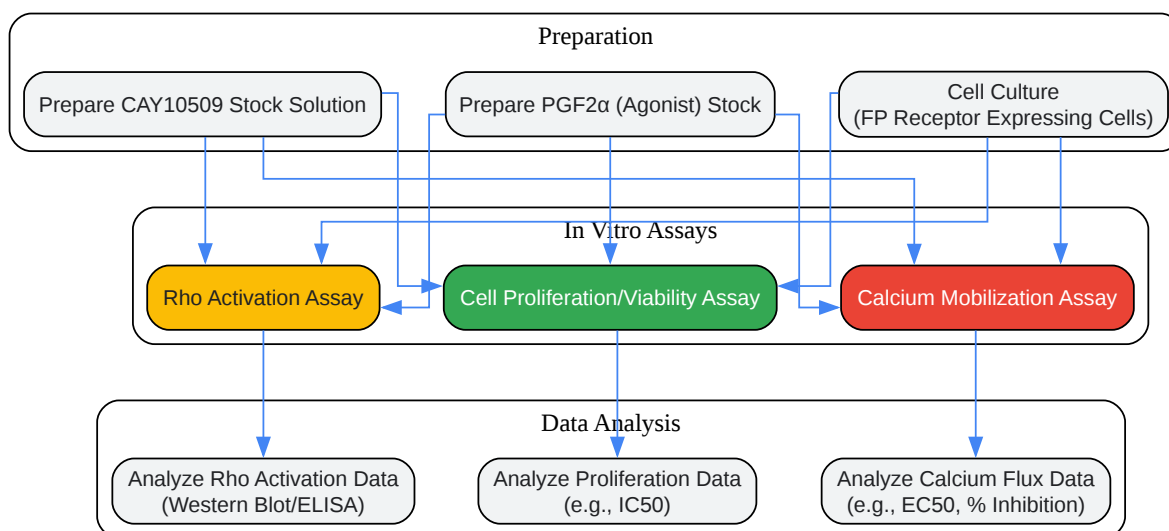 Preparation
Prepare CAY10509 Stock Solution
Prepare PGF2α (Agonist) Stock
Cell Culture
(FP Receptor Expressing Cells)
In Vitro Assays
Rho Activation Assay
Cell Proliferation/Viability Assay
Calcium Mobilization Assay
Data Analysis
Analyze Rho Activation Data
(Western Blot/ELISA)
Analyze Proliferation Data
(e.g., IC50)
Analyze Calcium Flux Data
(e.g., EC50, % Inhibition)